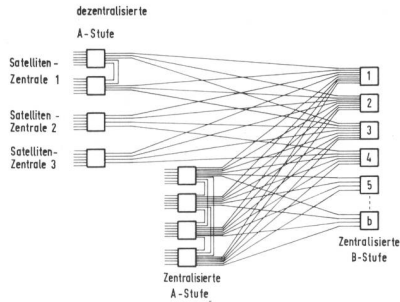 dezentralisierte
A-Stufe
Satelliten-
Zentrale 1
Satelliten-
Zentrale 2
Satelliten-
Zentrale 3
1
2
3
4
5
b
Zentralisierte
B-Stufe
Zentralisierte
A-Stufe